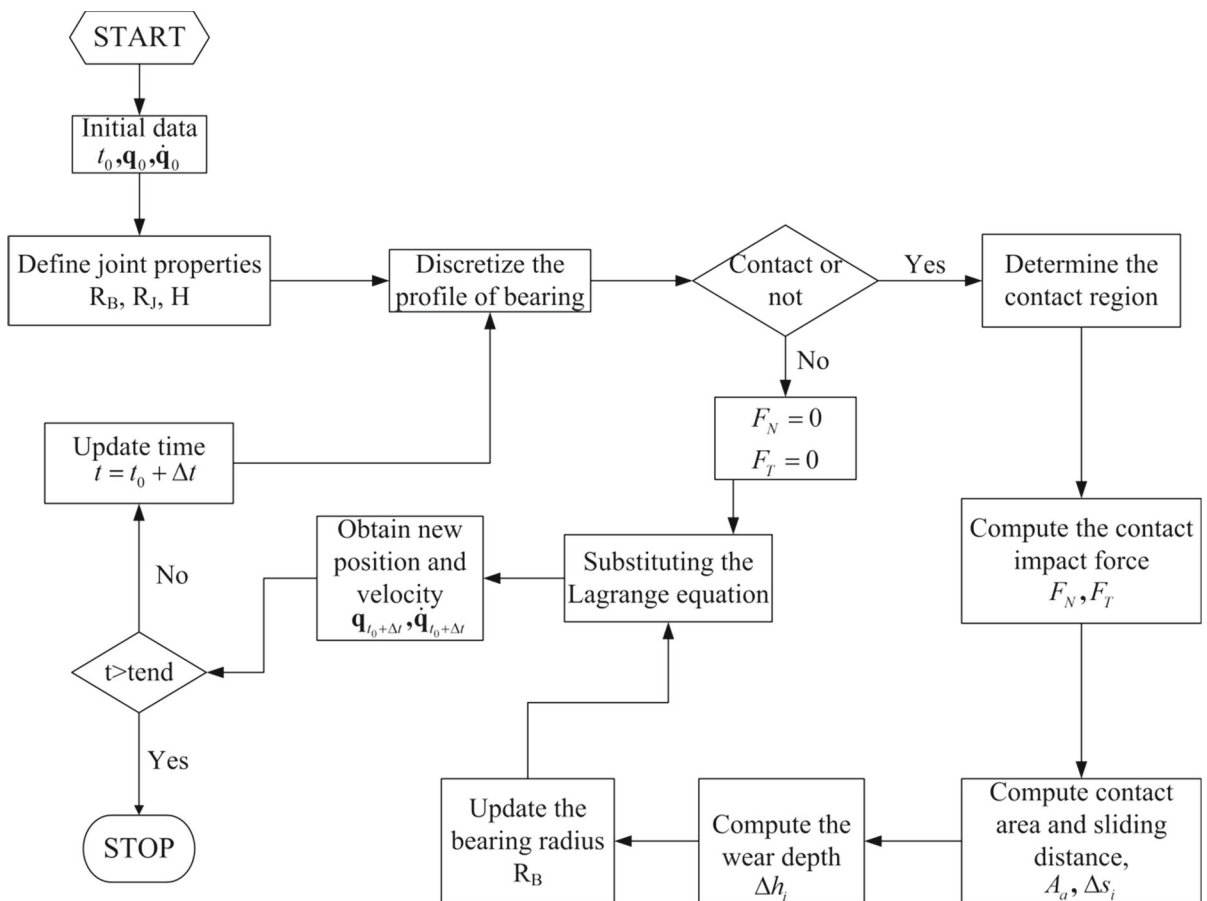 START
Initial data
t₀,q₀,q̇₀
Define joint properties
R_B, R_J, H
Discretize the
profile of bearing
Contact or
not
Yes
Determine the
contact region
No
F_N = 0
F_T = 0
Compute the contact
impact force
F_N, F_T
Compute contact
area and sliding
distance,
A_a, Δs_i
Compute the
wear depth
Δh_i
Update the
bearing radius
R_B
Substituting the
Lagrange equation
Obtain new
position and
velocity
q_{t₀+Δt}, q̇_{t₀+Δt}
t>tend
No
Update time
t = t₀ + Δt
Yes
STOP